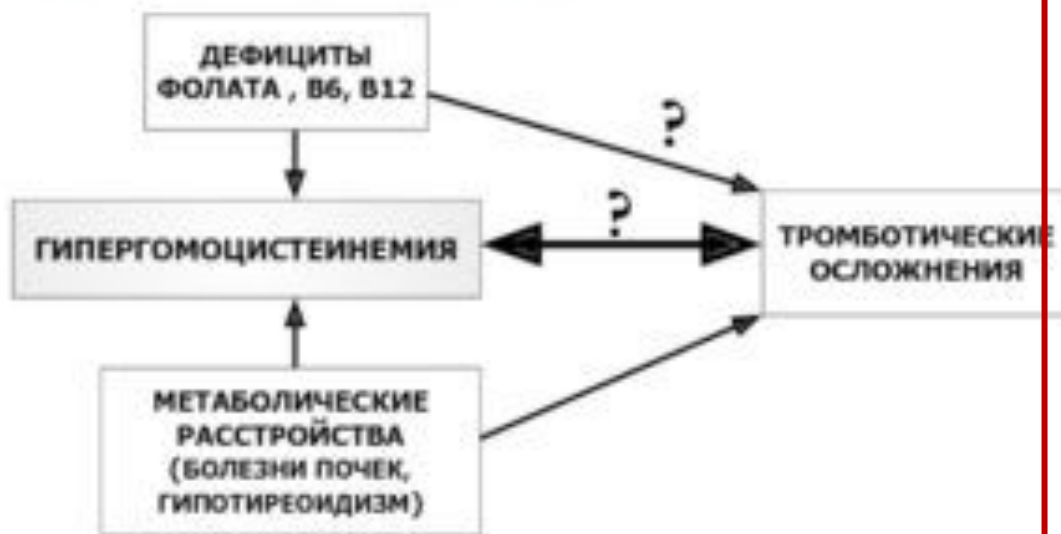 ДЕФИЦИТЫ
ФОЛАТА , В6, В12
?
?
ГИПЕРГОМОЦИСТЕИНЕМИЯ
ТРОМБОТИЧЕСКИЕ
ОСЛОЖНЕНИЯ
МЕТАБОЛИЧЕСКИЕ
РАССТРОЙСТВА
(БОЛЕЗНИ ПОЧЕК,
ГИПОТИРЕОИДИЗМ)